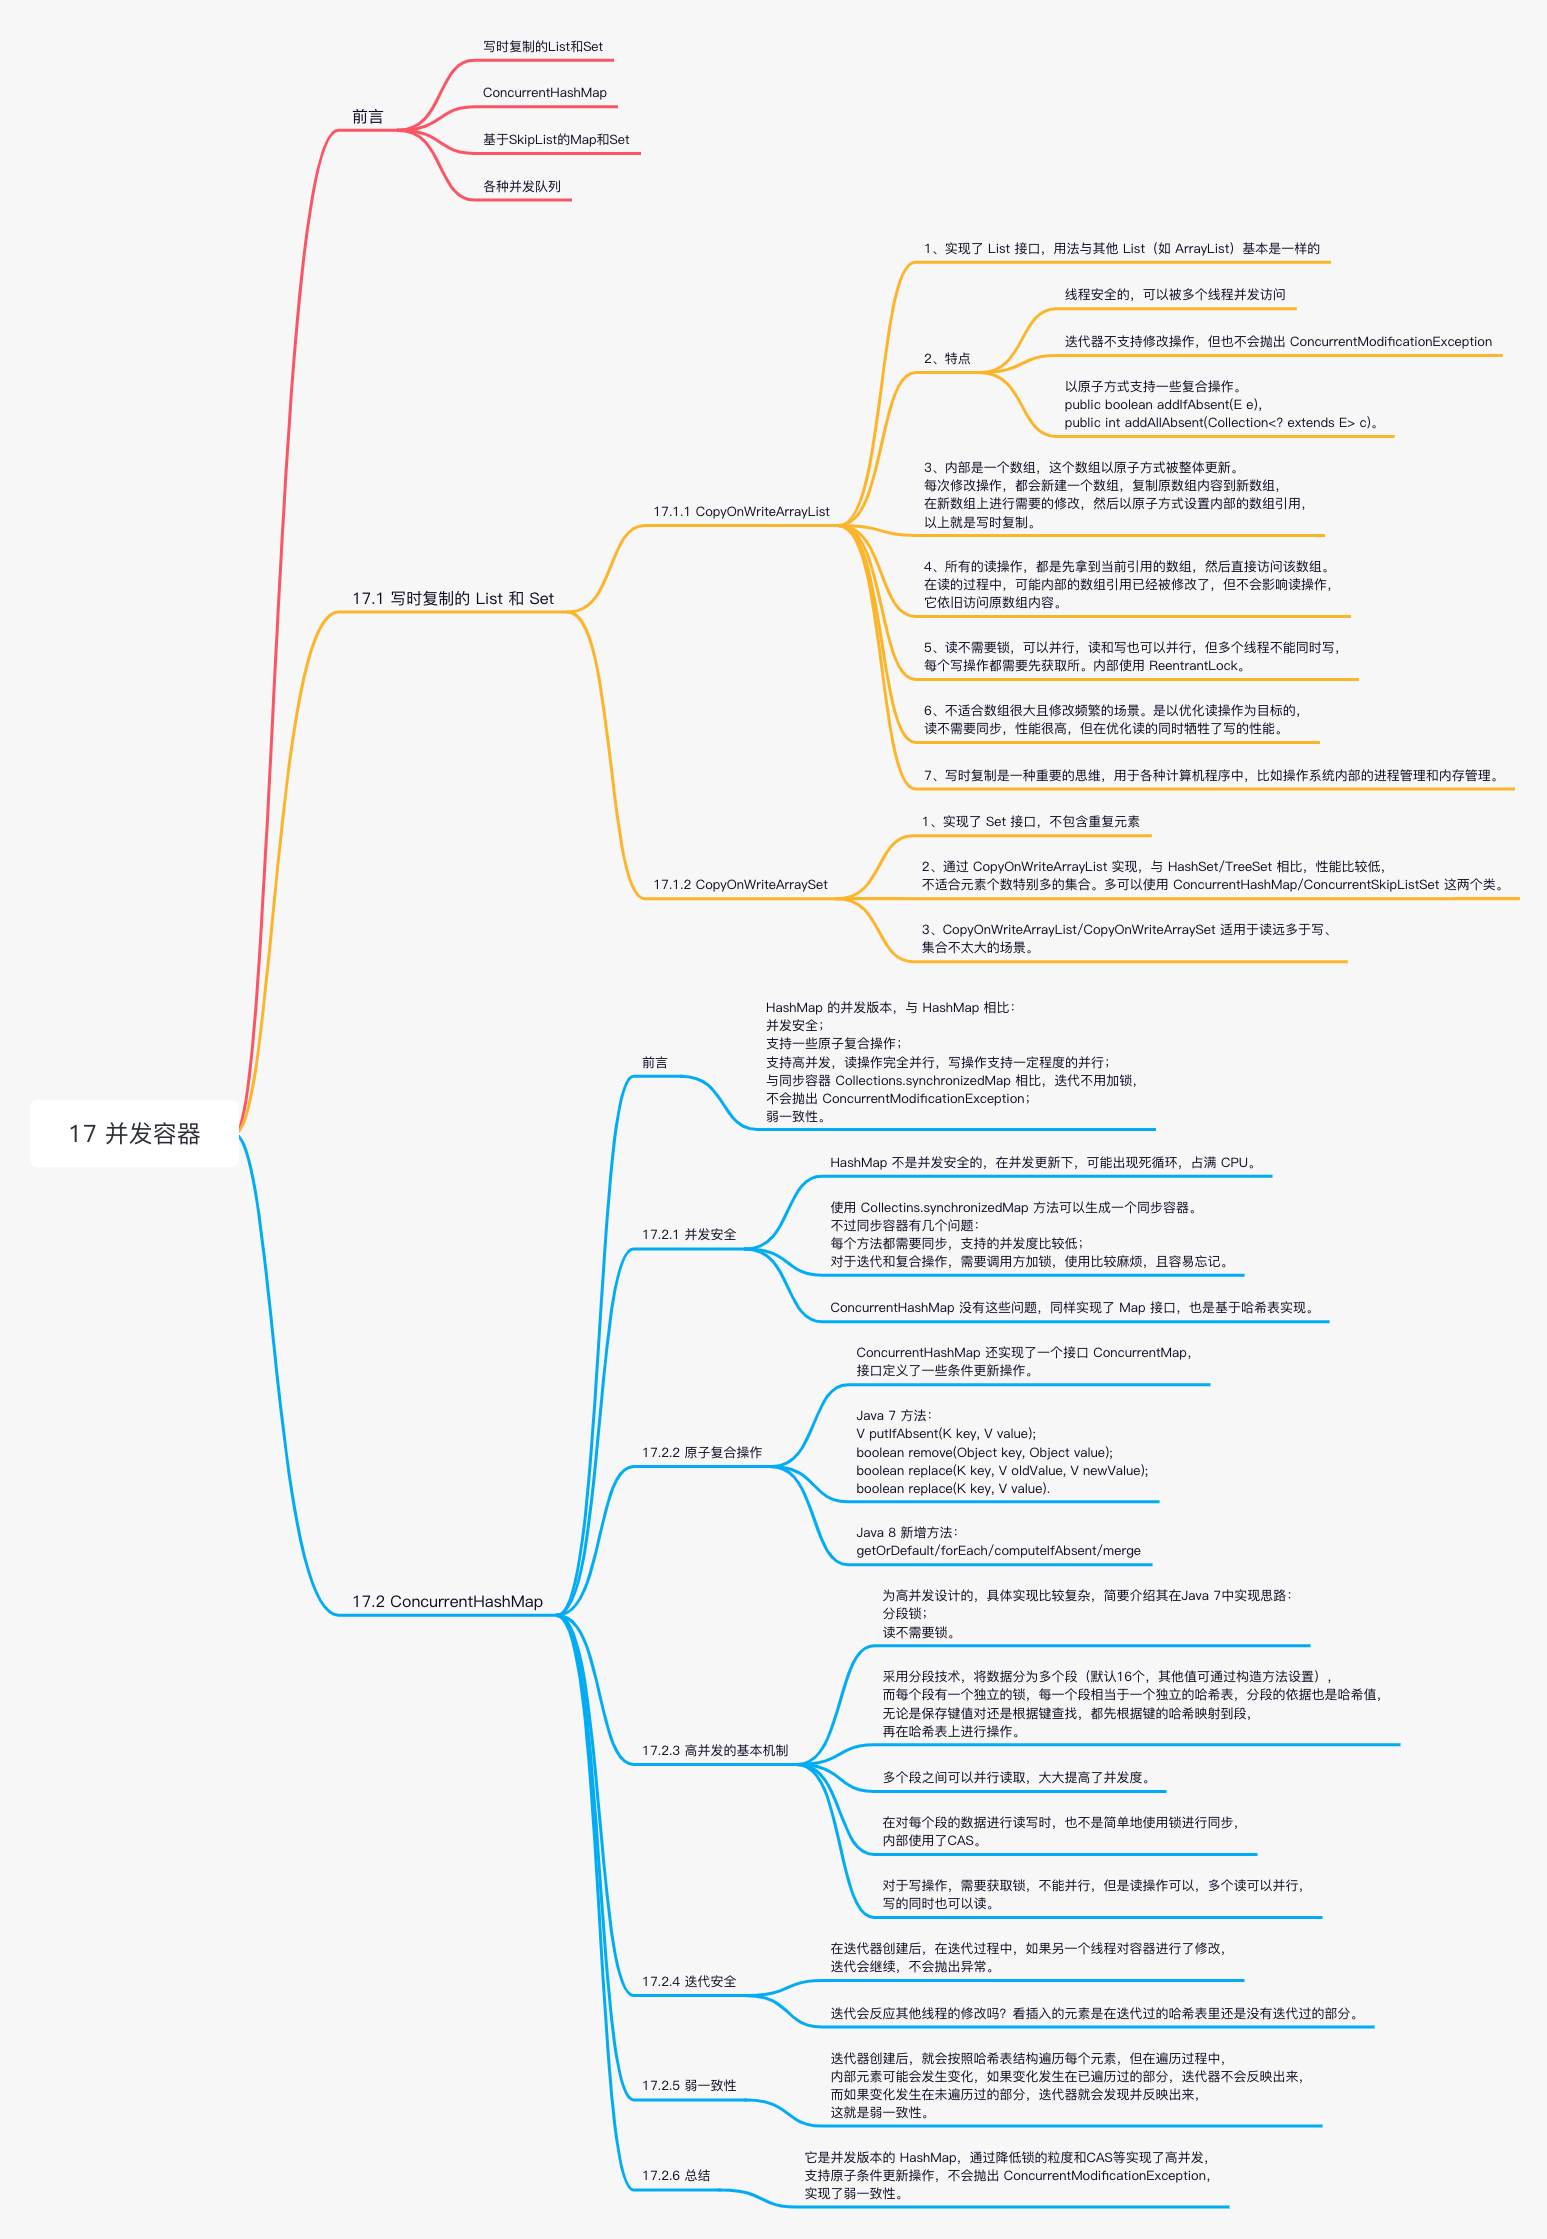 17 并发容器
前言
写时复制的List和Set
ConcurrentHashMap
基于SkipList的Map和Set
各种并发队列
17.1 写时复制的 List 和 Set
17.1.1 CopyOnWriteArrayList
1、实现了 List 接口，用法与其他 List（如 ArrayList）基本是一样的
2、特点
线程安全的，可以被多个线程并发访问
迭代器不支持修改操作，但也不会抛出 ConcurrentModificationException
以原子方式支持一些复合操作。
public boolean addIfAbsent(E e),
public int addAllAbsent(Collection<? extends E> c)。
3、内部是一个数组，这个数组以原子方式被整体更新。
每次修改操作，都会新建一个数组，复制原数组内容到新数组，
在新数组上进行需要的修改，然后以原子方式设置内部的数组引用，
以上就是写时复制。
4、所有的读操作，都是先拿到当前引用的数组，然后直接访问该数组。
在读的过程中，可能内部的数组引用已经被修改了，但不会影响读操作，
它依旧访问原数组内容。
5、读不需要锁，可以并行，读和写也可以并行，但多个线程不能同时写，
每个写操作都需要先获取所。内部使用 ReentrantLock。
6、不适合数组很大且修改频繁的场景。是以优化读操作为目标的，
读不需要同步，性能很高，但在优化读的同时牺牲了写的性能。
7、写时复制是一种重要的思维，用于各种计算机程序中，比如操作系统内部的进程管理和内存管理。
17.1.2 CopyOnWriteArraySet
1、实现了 Set 接口，不包含重复元素
2、通过 CopyOnWriteArrayList 实现，与 HashSet/TreeSet 相比，性能比较低，
不适合元素个数特别多的集合。多可以使用 ConcurrentHashMap/ConcurrentSkipListSet 这两个类。
3、CopyOnWriteArrayList/CopyOnWriteArraySet 适用于读远多于写、
集合不太大的场景。
17.2 ConcurrentHashMap
前言
HashMap 的并发版本，与 HashMap 相比：
并发安全；
支持一些原子复合操作；
支持高并发，读操作完全并行，写操作支持一定程度的并行；
与同步容器 Collections.synchronizedMap 相比，迭代不用加锁，
不会抛出 ConcurrentModificationException；
弱一致性。
17.2.1 并发安全
HashMap 不是并发安全的，在并发更新下，可能出现死循环，占满 CPU。
使用 Collectins.synchronizedMap 方法可以生成一个同步容器。
不过同步容器有几个问题：
每个方法都需要同步，支持的并发度比较低；
对于迭代和复合操作，需要调用方加锁，使用比较麻烦，且容易忘记。
ConcurrentHashMap 没有这些问题，同样实现了 Map 接口，也是基于哈希表实现。
17.2.2 原子复合操作
ConcurrentHashMap 还实现了一个接口 ConcurrentMap，
接口定义了一些条件更新操作。
Java 7 方法：
V putIfAbsent(K key, V value);
boolean remove(Object key, Object value);
boolean replace(K key, V oldValue, V newValue);
boolean replace(K key, V value).
Java 8 新增方法：
getOrDefault/forEach/computeIfAbsent/merge
17.2.3 高并发的基本机制
为高并发设计的，具体实现比较复杂，简要介绍其在Java 7中实现思路：
分段锁；
读不需要锁。
采用分段技术，将数据分为多个段（默认16个，其他值可通过构造方法设置），
而每个段有一个独立的锁，每一个段相当于一个独立的哈希表，分段的依据也是哈希值，
无论是保存键值对还是根据键查找，都先根据键的哈希映射到段，
再在哈希表上进行操作。
多个段之间可以并行读取，大大提高了并发度。
在对每个段的数据进行读写时，也不是简单地使用锁进行同步，
内部使用了CAS。
对于写操作，需要获取锁，不能并行，但是读操作可以，多个读可以并行，
写的同时也可以读。
17.2.4 迭代安全
在迭代器创建后，在迭代过程中，如果另一个线程对容器进行了修改，
迭代会继续，不会抛出异常。
迭代会反应其他线程的修改吗？看插入的元素是在迭代过的哈希表里还是没有迭代过的部分。
17.2.5 弱一致性
迭代器创建后，就会按照哈希表结构遍历每个元素，但在遍历过程中，
内部元素可能会发生变化，如果变化发生在已遍历过的部分，迭代器不会反映出来，
而如果变化发生在未遍历过的部分，迭代器就会发现并反映出来，
这就是弱一致性。
17.2.6 总结
它是并发版本的 HashMap，通过降低锁的粒度和CAS等实现了高并发，
支持原子条件更新操作，不会抛出 ConcurrentModificationException，
实现了弱一致性。